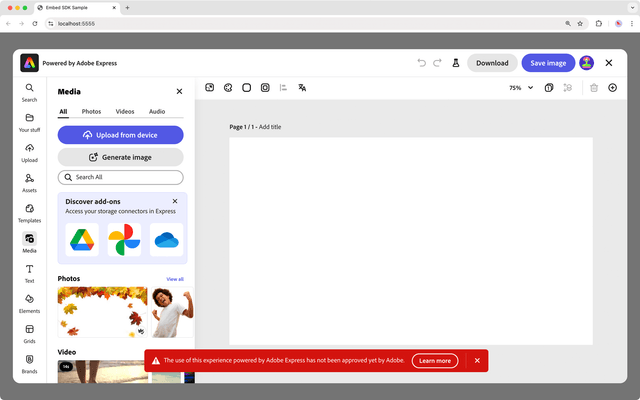 Embed SDK Sample
localhost:5555
Powered by Adobe Express
Download
Save image
Search
Your stuff
Upload
Assets
Templates
Media
Text
Elements
Grids
Brands
Media
All Photos Videos Audio
Upload from device
Generate image
Search All
Discover add-ons
Access your storage connectors in Express
Photos View all
Video
14s
75%
Page 1 / 1 - Add title
The use of this experience powered by Adobe Express has not been approved yet by Adobe.
Learn more